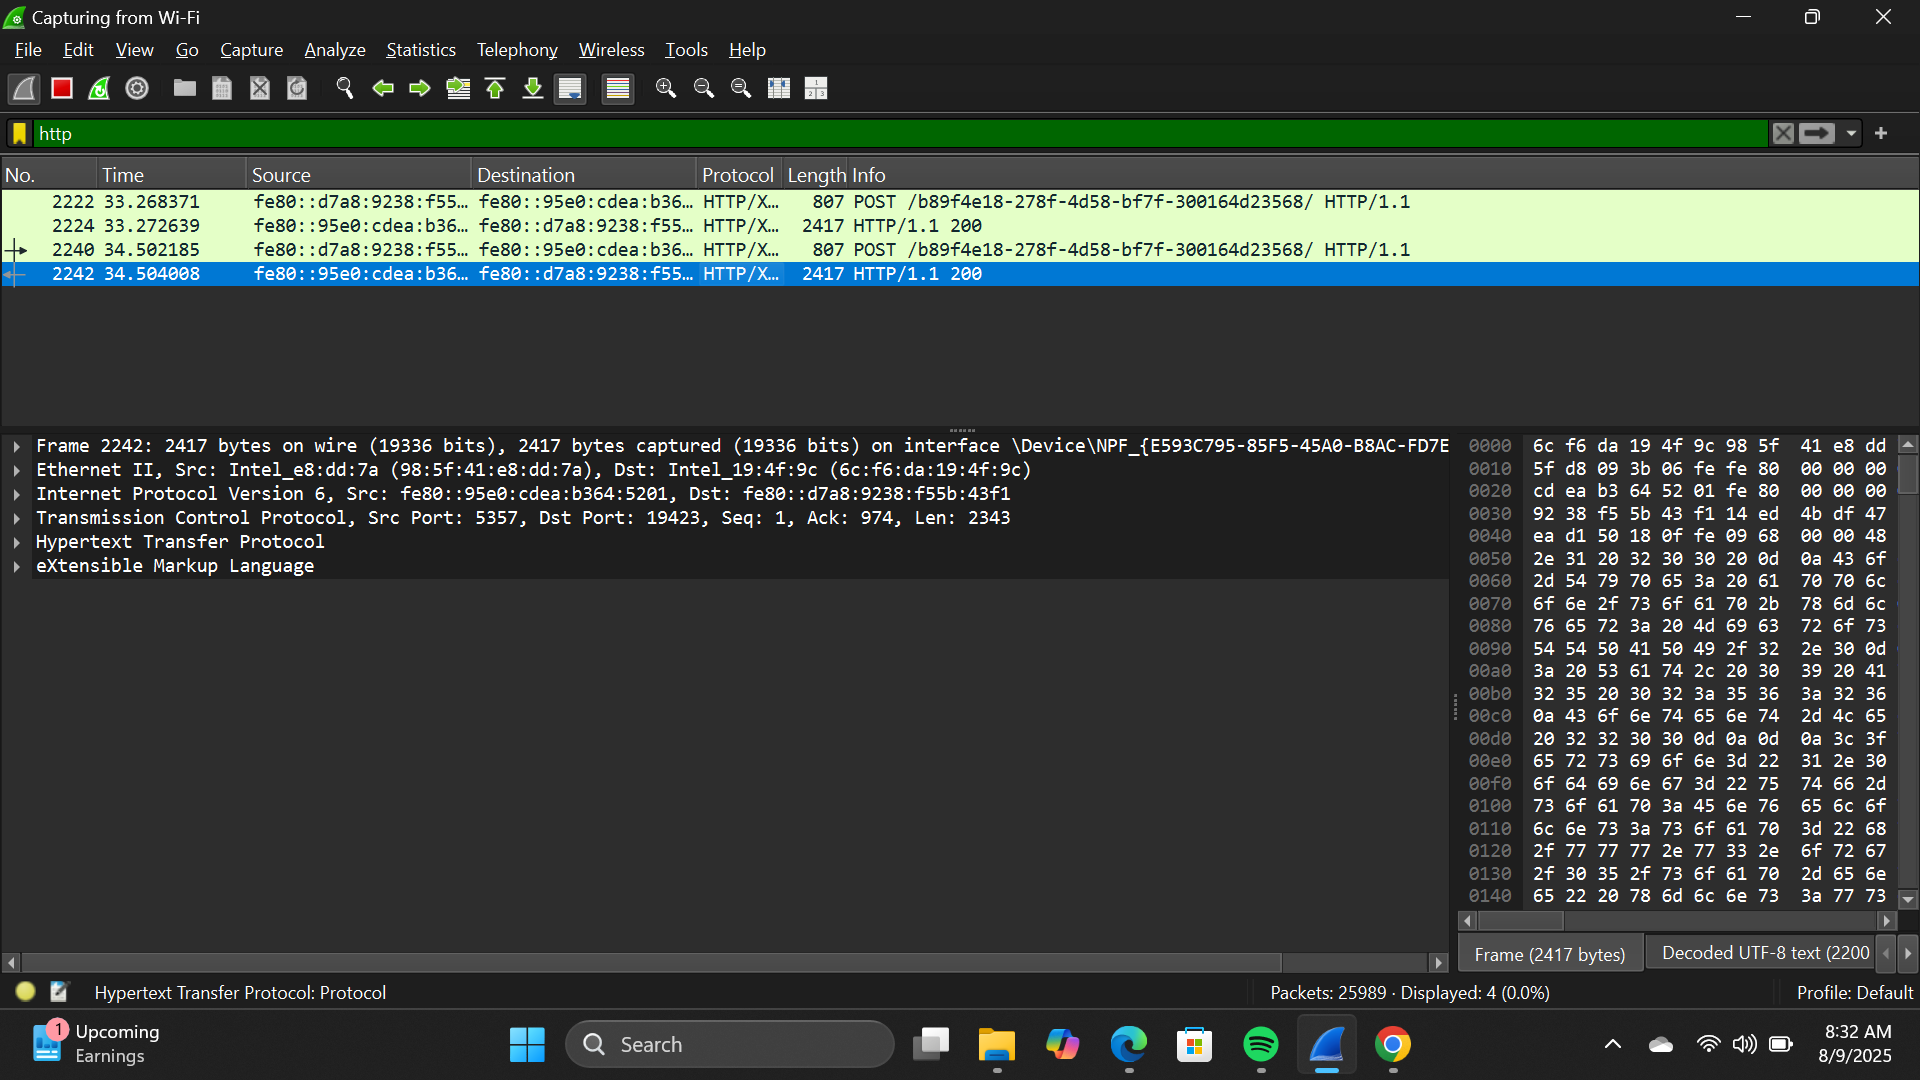 Capturing from Wi-Fi
File Edit View Go Capture Analyze Statistics Telephony Wireless Tools Help
http
No. Time Source Destination Protocol Length Info
2222 33.268371 fe80::d7a8:9238:f55… fe80::95e0:cdea:b36… HTTP/X… 807 POST /b89f4e18-278f-4d58-bf7f-300164d23568/ HTTP/1.1
2224 33.272639 fe80::95e0:cdea:b36… fe80::d7a8:9238:f55… HTTP/X… 2417 HTTP/1.1 200
2240 34.502185 fe80::d7a8:9238:f55… fe80::95e0:cdea:b36… HTTP/X… 807 POST /b89f4e18-278f-4d58-bf7f-300164d23568/ HTTP/1.1
2242 34.504008 fe80::95e0:cdea:b36… fe80::d7a8:9238:f55… HTTP/X… 2417 HTTP/1.1 200
Frame 2242: 2417 bytes on wire (19336 bits), 2417 bytes captured (19336 bits) on interface \Device\NPF_{E593C795-85F5-45A0-B8AC-FD7E
Ethernet II, Src: Intel_e8:dd:7a (98:5f:41:e8:dd:7a), Dst: Intel_19:4f:9c (6c:f6:da:19:4f:9c)
Internet Protocol Version 6, Src: fe80::95e0:cdea:b364:5201, Dst: fe80::d7a8:9238:f55b:43f1
Transmission Control Protocol, Src Port: 5357, Dst Port: 19423, Seq: 1, Ack: 974, Len: 2343
Hypertext Transfer Protocol
eXtensible Markup Language
0000 6c f6 da 19 4f 9c 98 5f 41 e8 dd
0010 5f d8 09 3b 06 fe fe 80 00 00 00
0020 cd ea b3 64 52 01 fe 80 00 00 00
0030 92 38 f5 5b 43 f1 14 ed 4b df 47
0040 ea d1 50 18 0f fe 09 68 00 00 48
0050 2e 31 20 32 30 30 20 0d 0a 43 6f
0060 2d 54 79 70 65 3a 20 61 70 70 6c
0070 6f 6e 2f 73 6f 61 70 2b 78 6d 6c
0080 76 65 72 3a 20 4d 69 63 72 6f 73
0090 54 54 50 41 50 49 2f 32 2e 30 0d
00a0 3a 20 53 61 74 2c 20 30 39 20 41
00b0 32 35 20 30 32 3a 35 36 3a 32 36
00c0 0a 43 6f 6e 74 65 6e 74 2d 4c 65
00d0 20 32 32 30 30 0d 0a 0d 0a 3c 3f
00e0 65 72 73 69 6f 6e 3d 22 31 2e 30
00f0 6f 64 69 6e 67 3d 22 75 74 66 2d
0100 73 6f 61 70 3a 45 6e 76 65 6c 6f
0110 6c 6e 73 3a 73 6f 61 70 3d 22 68
0120 2f 77 77 77 2e 77 33 2e 6f 72 67
0130 2f 30 35 2f 73 6f 61 70 2d 65 6e
0140 65 22 20 78 6d 6c 6e 73 3a 77 73
Frame (2417 bytes) Decoded UTF-8 text (2200
Hypertext Transfer Protocol: Protocol
Packets: 25989 · Displayed: 4 (0.0%)
Profile: Default
1
Upcoming
Earnings
Search
8:32 AM
8/9/2025